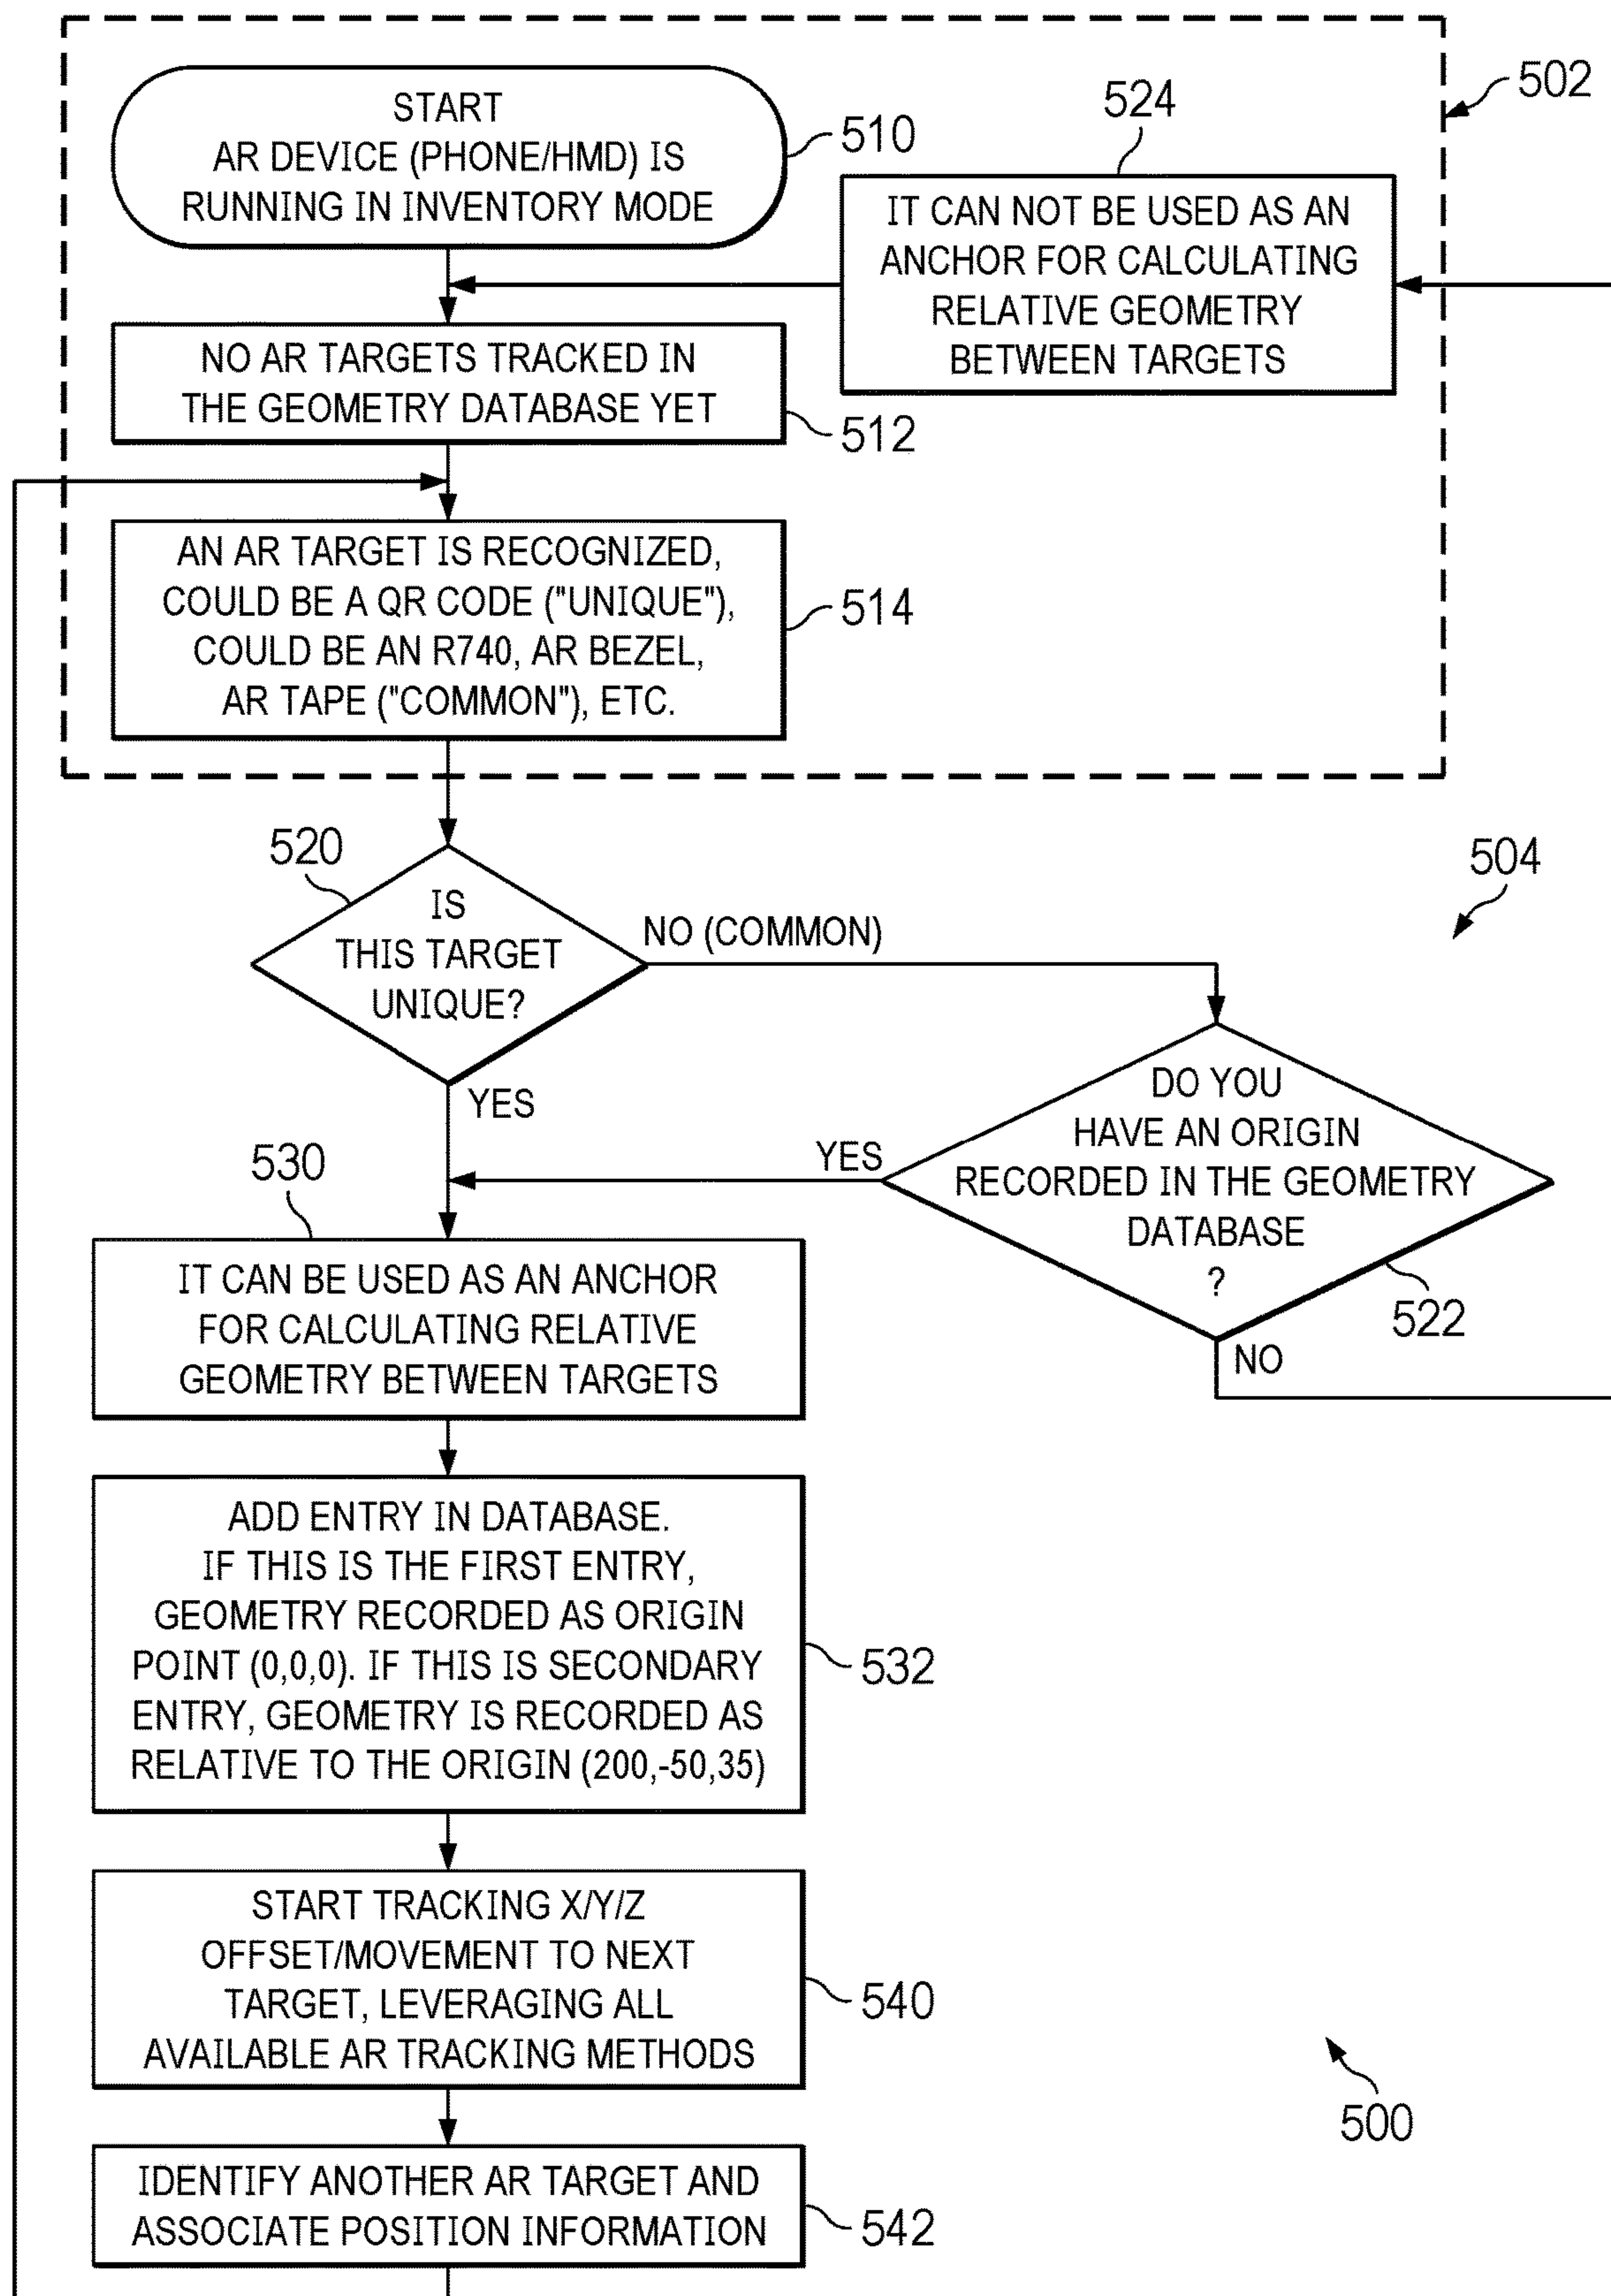 502
524
START
AR DEVICE (PHONE/HMD) IS
RUNNING IN INVENTORY MODE
510
IT CAN NOT BE USED AS AN
ANCHOR FOR CALCULATING
RELATIVE GEOMETRY
BETWEEN TARGETS
NO AR TARGETS TRACKED IN
THE GEOMETRY DATABASE YET
512
AN AR TARGET IS RECOGNIZED,
COULD BE A QR CODE ("UNIQUE"),
COULD BE AN R740, AR BEZEL,
AR TAPE ("COMMON"), ETC.
514
520
504
IS
THIS TARGET
UNIQUE?
NO (COMMON)
YES
DO YOU
HAVE AN ORIGIN
RECORDED IN THE GEOMETRY
DATABASE
?
YES
522
NO
530
IT CAN BE USED AS AN ANCHOR
FOR CALCULATING RELATIVE
GEOMETRY BETWEEN TARGETS
ADD ENTRY IN DATABASE.
IF THIS IS THE FIRST ENTRY,
GEOMETRY RECORDED AS ORIGIN
POINT (0,0,0). IF THIS IS SECONDARY
ENTRY, GEOMETRY IS RECORDED AS
RELATIVE TO THE ORIGIN (200,-50,35)
532
START TRACKING X/Y/Z
OFFSET/MOVEMENT TO NEXT
TARGET, LEVERAGING ALL
AVAILABLE AR TRACKING METHODS
540
500
IDENTIFY ANOTHER AR TARGET AND
ASSOCIATE POSITION INFORMATION
542